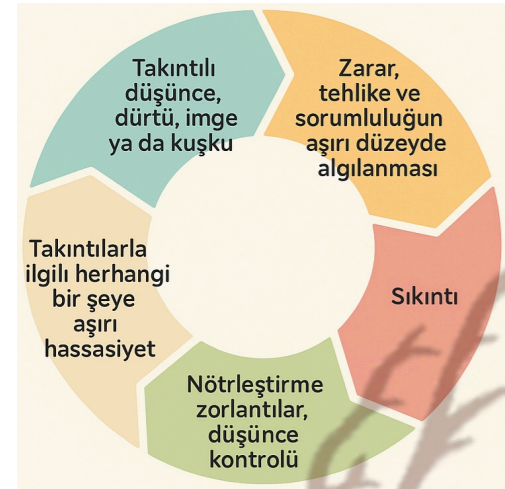 Takıntılı
düşünce,
dürtü, imge
ya da kuşku
Zarar,
tehlike ve
sorumluluğun
aşırı düzeyde
algılanması
Sıkıntı
Nötrleştirme
zorlantılar,
düşünce
kontrolü
Takıntılarla
ilgili herhangi
bir şeye
aşırı
hassasiyet